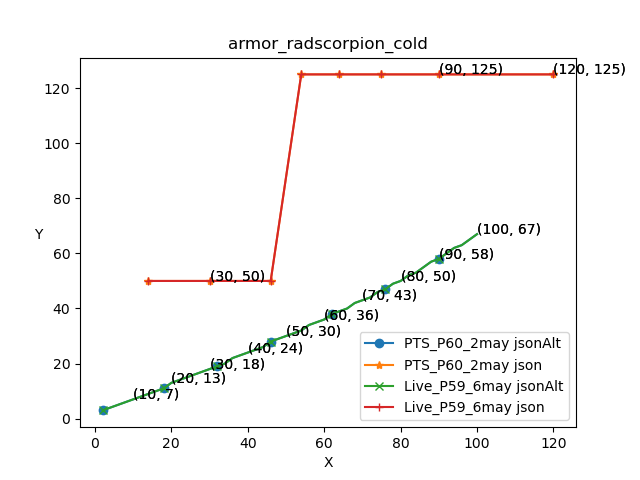 armor_radscorpion_cold
(90, 125)
(120, 125)
120
100
80
Y
60
40
20
0
(100, 67)
(90, 58)
(80, 50)
(30, 50)
(70, 43)
(60, 36)
(50, 30)
(40, 24)
(30, 18)
(20, 13)
(10, 7)
PTS_P60_2may jsonAlt
PTS_P60_2may json
Live_P59_6may jsonAlt
Live_P59_6may json
0 20 40 60 80 100 120
X